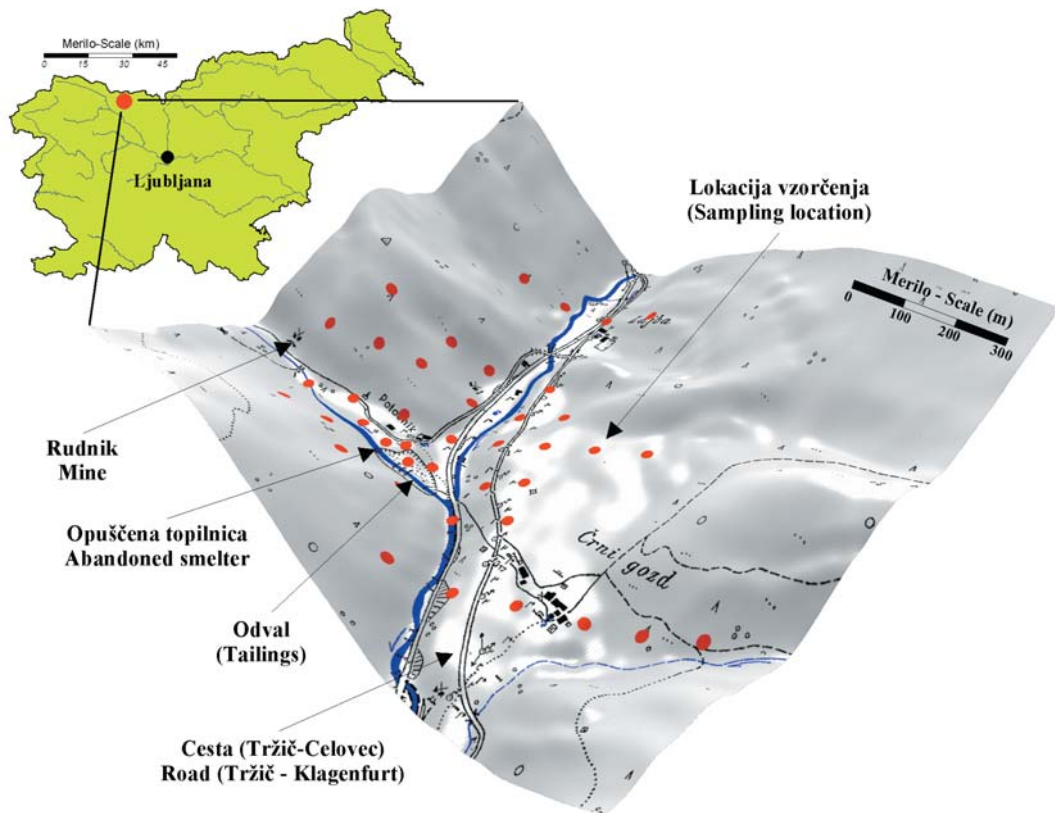 Merilo-Scale (km)
0 15 30 45
Ljubljana
Lokacija vzorčenja
(Sampling location)
Merilo - Scale (m)
0 100 200 300
Potočnik
Rudnik
Mine
Opuščena topilnica
Abandoned smelter
Črni
gozd
Odval
(Tailings)
Cesta (Tržič-Celovec)
Road (Tržič - Klagenfurt)